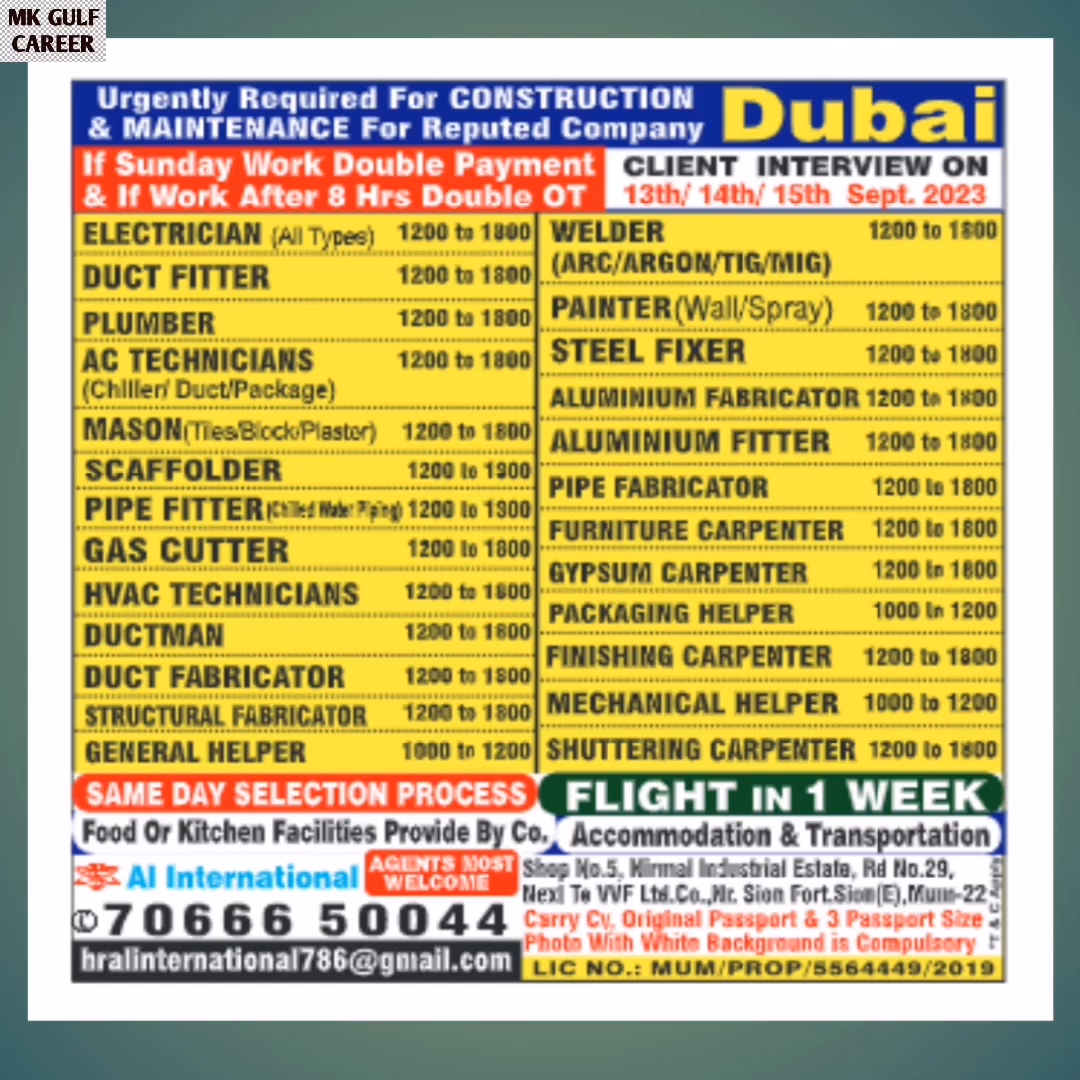 MK GULF
CAREER
Urgently Required For CONSTRUCTION
& MAINTENANCE For Reputed Company
Dubai
If Sunday Work Double Payment
& If Work After 8 Hrs Double OT
CLIENT INTERVIEW ON
13th/ 14th/ 15th Sept. 2023
ELECTRICIAN (All Types) 1200 to 1800
DUCT FITTER 1200 to 1800
PLUMBER 1200 to 1800
AC TECHNICIANS 1200 to 1800
(Chiller/ Duct/Package)
MASON(Tiles/Block/Plaster) 1200 to 1800
SCAFFOLDER 1200 to
PIPE FITTER(Chilled Water Piping) 1200 to
GAS CUTTER 1200 to 1800
HVAC TECHNICIANS 1200 to 1800
DUCTMAN 1200 to 1800
DUCT FABRICATOR 1200 to 1800
STRUCTURAL FABRICATOR 1200 to 1800
GENERAL HELPER 1000 to 1200
WELDER 1200 to 1800
(ARC/ARGON/TIG/MIG)
PAINTER(Wall/Spray) 1200 to 1800
STEEL FIXER 1200 to 1800
ALUMINIUM FABRICATOR 1200 to 1800
ALUMINIUM FITTER 1200 to 1800
PIPE FABRICATOR 1200 to 1800
FURNITURE CARPENTER 1200 to 1800
GYPSUM CARPENTER 1200 to 1800
PACKAGING HELPER 1000 to 1200
FINISHING CARPENTER 1200 to 1800
MECHANICAL HELPER 1000 to 1200
SHUTTERING CARPENTER 1200 to 1800
SAME DAY SELECTION PROCESS
FLIGHT IN 1 WEEK
Food Or Kitchen Facilities Provide By Co.
Accommodation & Transportation
Al International
AGENTS MOST
WELCOME
70666 50044
hralinternational786@gmail.com
Shop No.5, Nirmal Industrial Estate, Rd No.29,
Next To VVF Ltd.Co.,Nr. Sion Fort.Sion(E),Mum-22
Carry Cv, Original Passport & 3 Passport Size
Photo With White Background is Compulsory
*T & C Apply
LIC NO.: MUM/PROP/5564449/2019